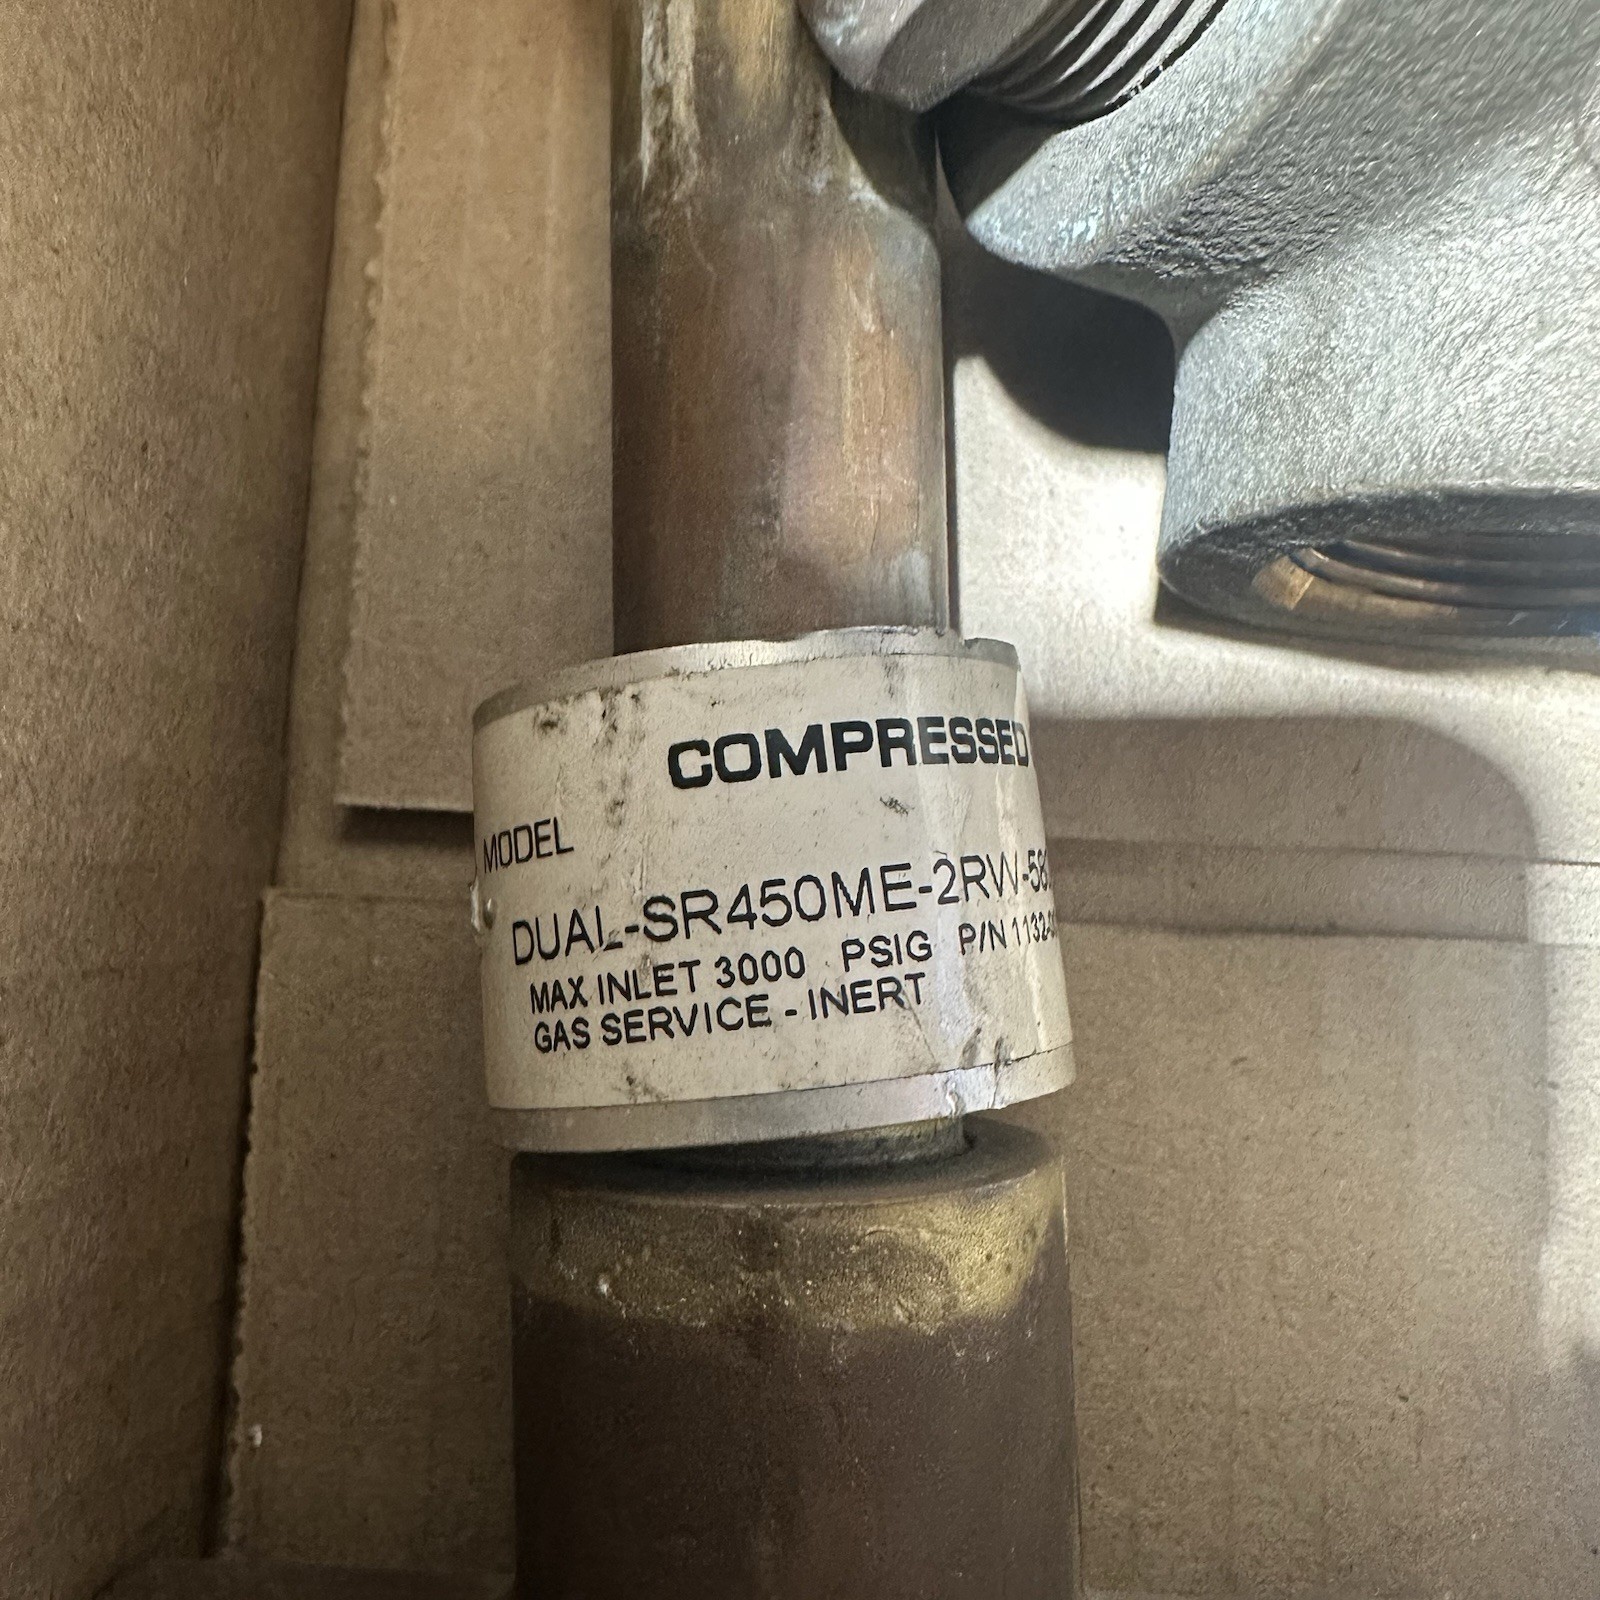 COMPRESSED
MODEL
DUAL-SR450ME-2RW-58
MAX INLET 3000 PSIG P/N 1132-
GAS SERVICE - INERT